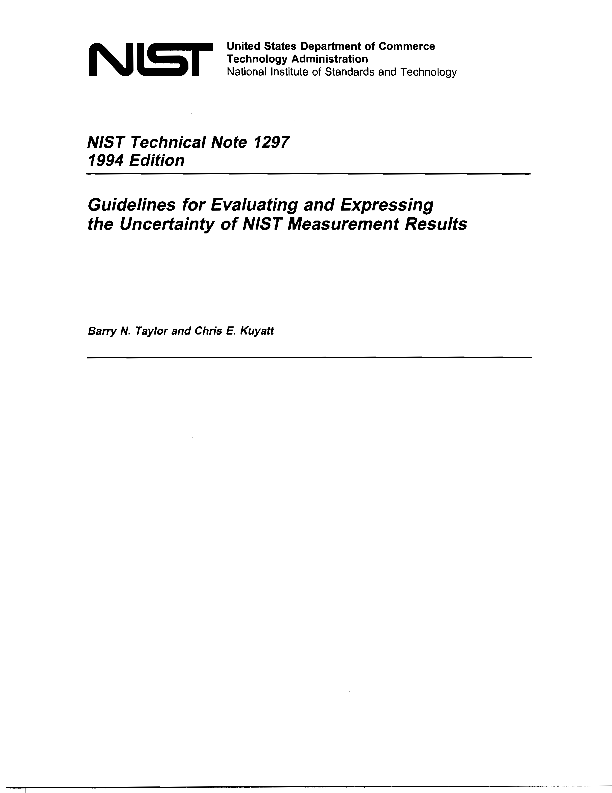 NIST
United States Department of Commerce
Technology Administration
National Institute of Standards and Technology
NIST Technical Note 1297
1994 Edition
Guidelines for Evaluating and Expressing
the Uncertainty of NIST Measurement Results
Barry N. Taylor and Chris E. Kuyatt